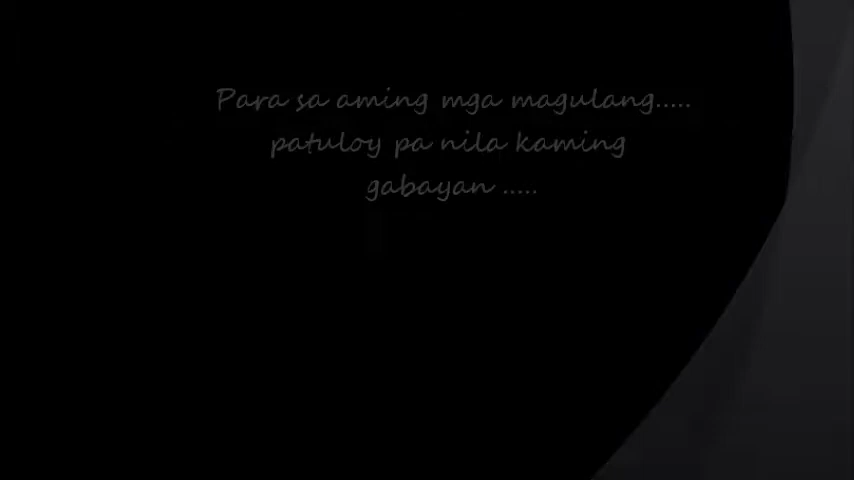 Para sa aming mga magulang.....
patuloy pa nila kaming
gabayan .....